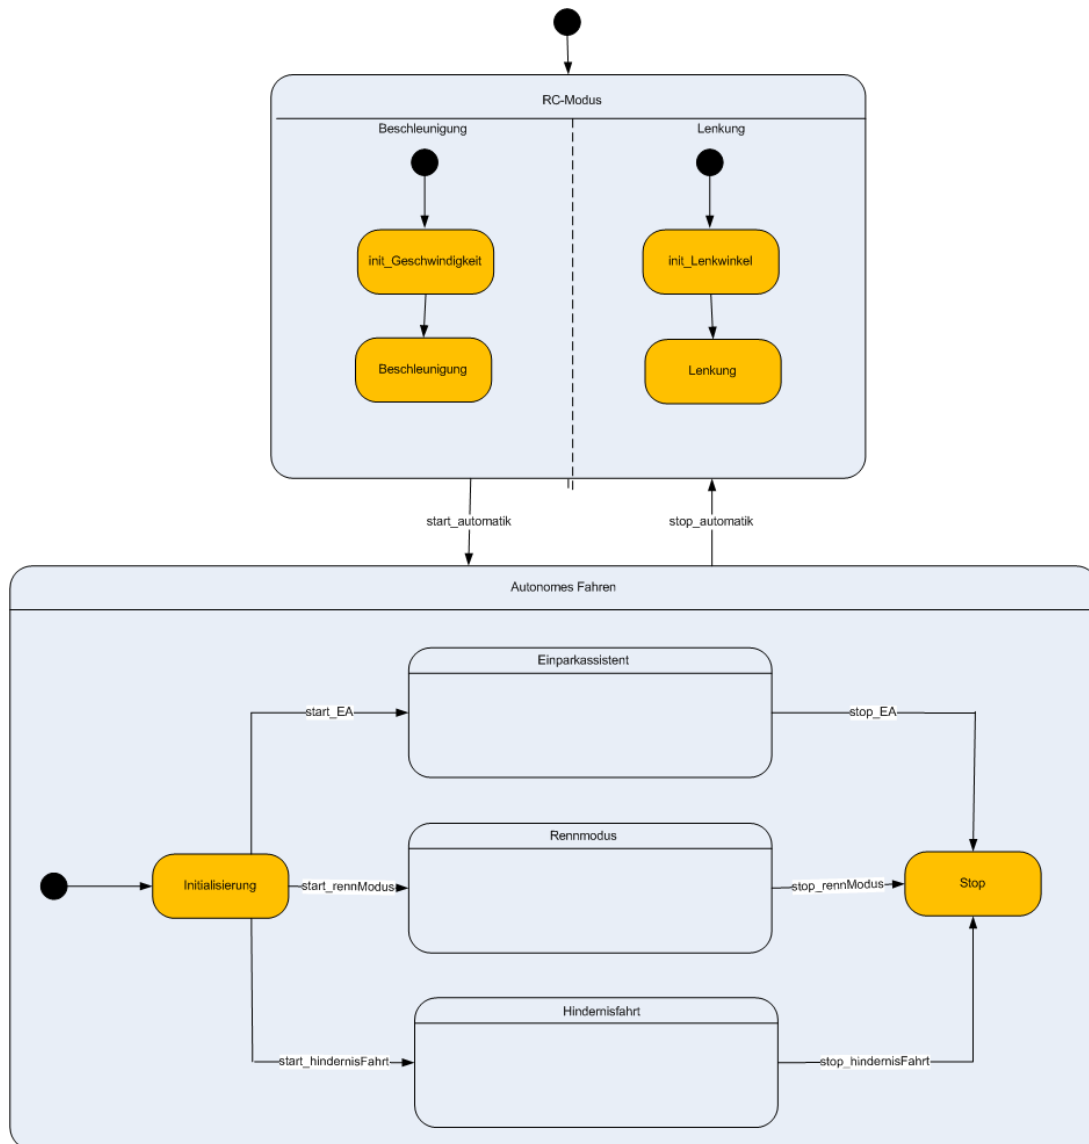 RC-Modus
Beschleunigung
Lenkung
init_Geschwindigkeit
init_Lenkwinkel
Beschleunigung
Lenkung
start_automatik
stop_automatik
Autonomes Fahren
Einparkassistent
start_EA
stop_EA
Rennmodus
Initialisierung
start_rennModus
stop_rennModus
Stop
Hindernisfahrt
start_hindernisFahrt
stop_hindernisFahrt